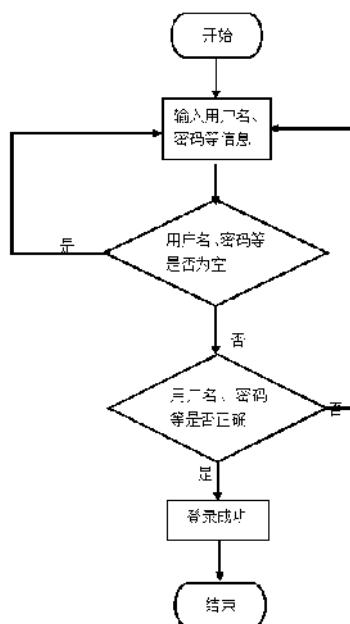 开始
输入用户名、
密码等信息
用户名、密码等
是否为空
是
否
用户名、密码
等是否正确
否
是
登录成功
结束